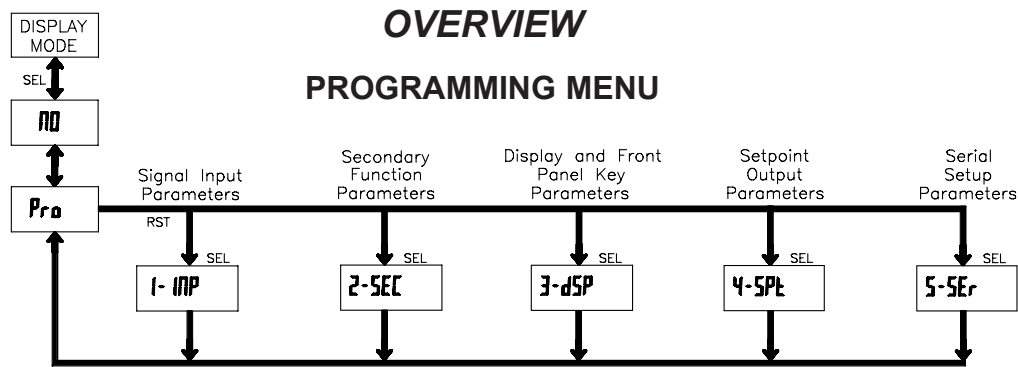 OVERVIEW
PROGRAMMING MENU
DISPLAY
MODE
SEL
NO
Pro
RST
Signal Input
Parameters
Secondary
Function
Parameters
Display and Front
Panel Key
Parameters
Setpoint
Output
Parameters
Serial
Setup
Parameters
SEL
1-INP
SEL
2-SEC
SEL
3-dSP
SEL
4-SPt
SEL
5-SEr